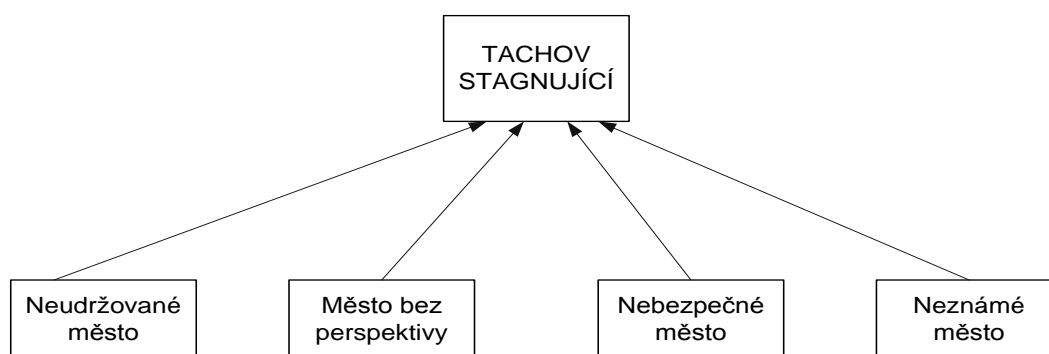 TACHOV
STAGNUJÍCÍ
Neudržované
město
Město bez
perspektivy
Nebezpečné
město
Neznámé
město